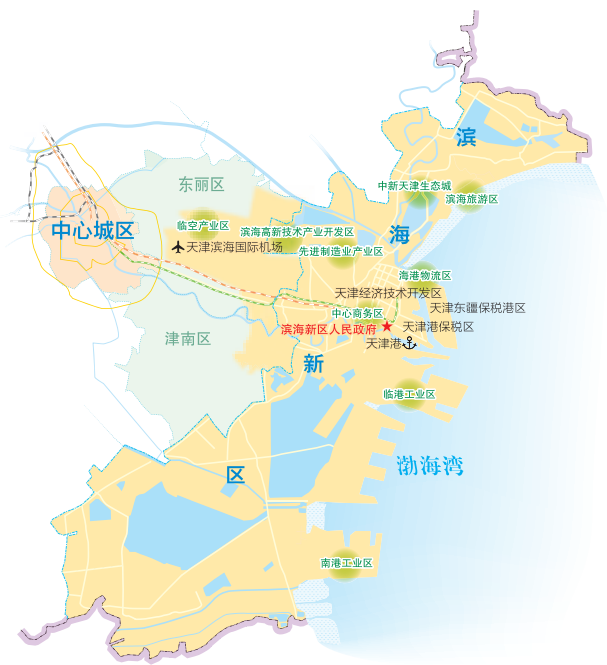 滨
东丽区
中新天津生态城
滨海旅游区
临空产业区
中心城区
滨海高新技术产业开发区
海
天津滨海国际机场
先进制造业产业区
海港物流区
天津经济技术开发区
天津东疆保税港区
中心商务区
滨海新区人民政府
天津港保税区
津南区
天津港
新
临港工业区
渤海湾
区
南港工业区